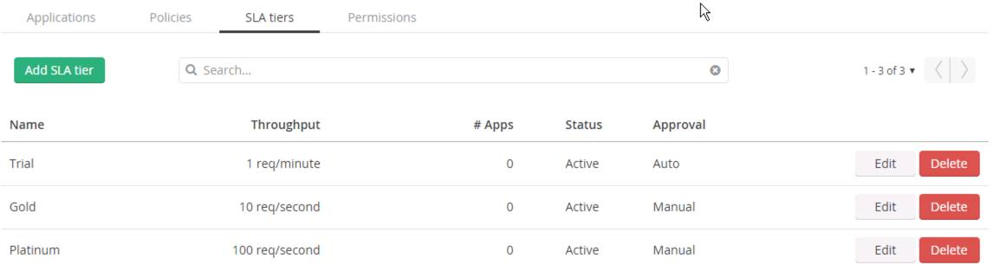 Applications Policies SLA tiers Permissions
Add SLA tier Search... 1 - 3 of 3
Name Throughput # Apps Status Approval
Trial 1 req/minute 0 Active Auto Edit Delete
Gold 10 req/second 0 Active Manual Edit Delete
Platinum 100 req/second 0 Active Manual Edit Delete